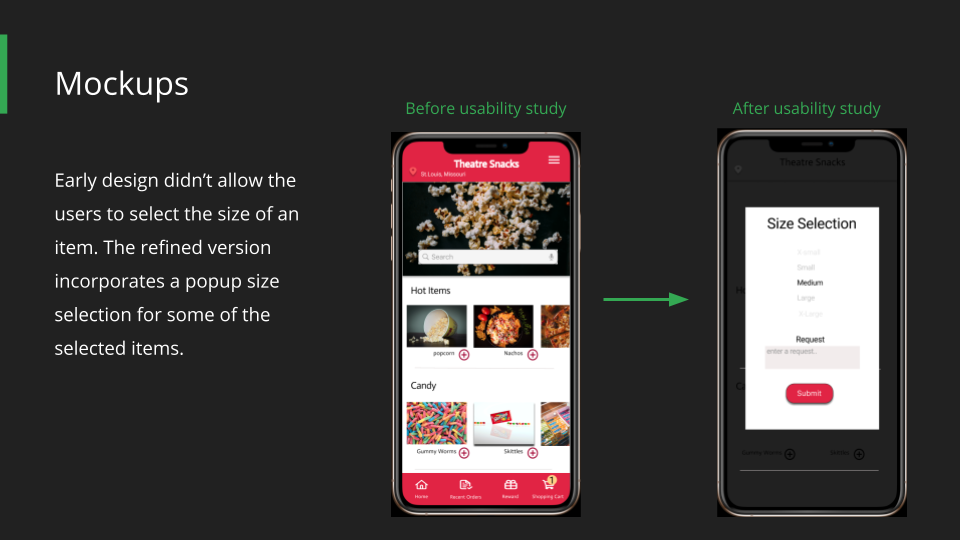 Mockups
Before usability study
After usability study
Early design didn’t allow the
users to select the size of an
item. The refined version
incorporates a popup size
selection for some of the
selected items.
Theatre Snacks
St.Louis, Missouri
Search
Hot Items
popcorn
Nachos
Candy
Gummy Worms
Skittles
1
Home
Recent Orders
Reward
Shopping Cart
Theatre Snacks
Size Selection
X-small
Small
Medium
Large
X-Large
Request
enter a request..
Submit
Gummy Worms